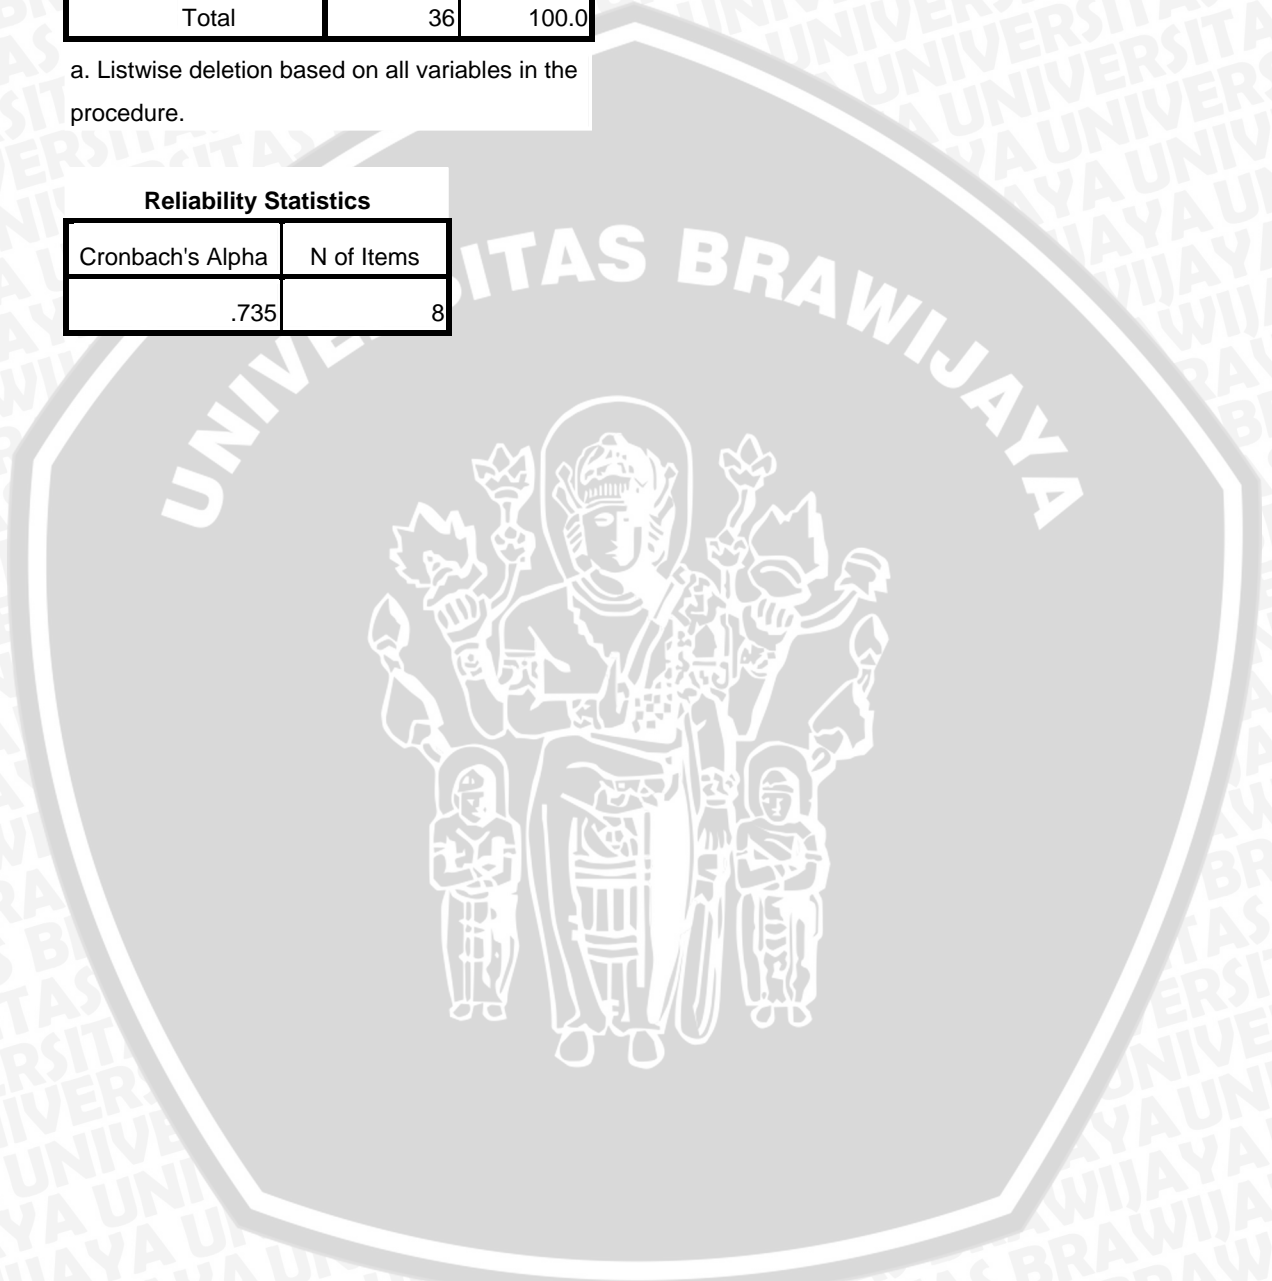 Total 36 100.0
a. Listwise deletion based on all variables in the
procedure.
Reliability Statistics
Cronbach's Alpha N of Items
.735 8
UNIVERSITAS BRAWIJAYA